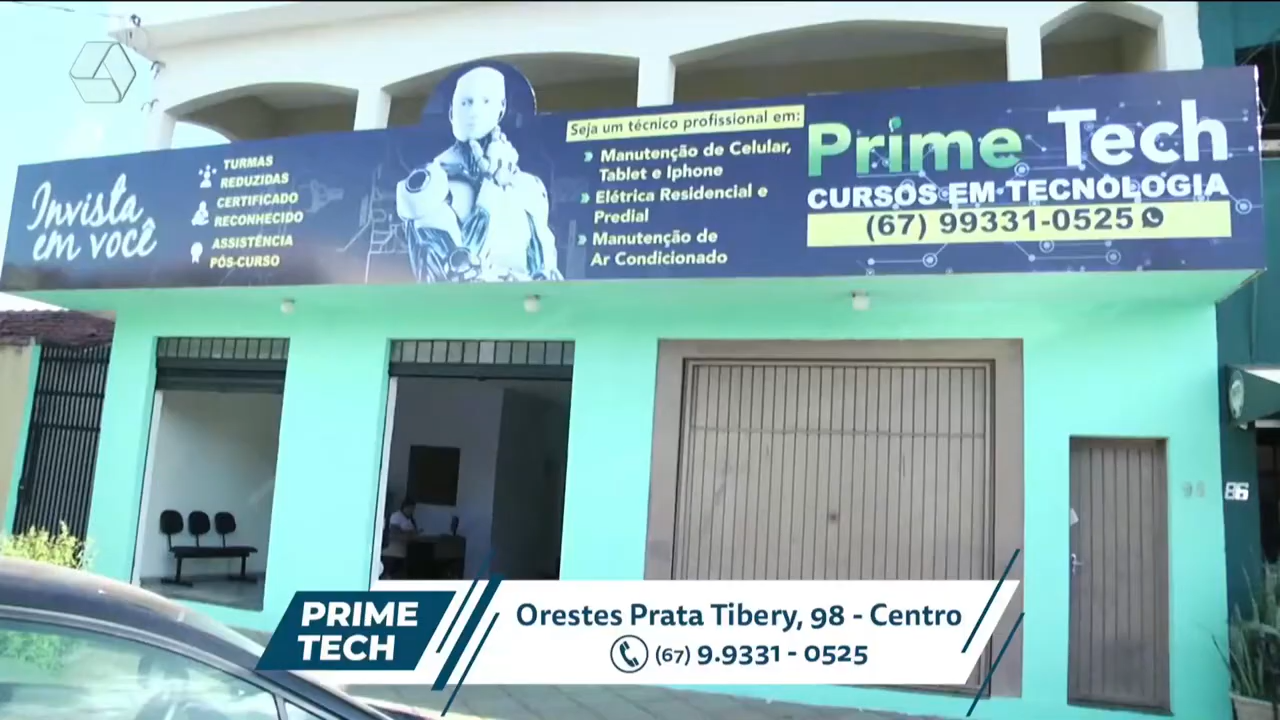 Invista
em você
TURMAS
REDUZIDAS
CERTIFICADO
RECONHECIDO
ASSISTÊNCIA
PÓS-CURSO
Seja um técnico profissional em:
» Manutenção de Celular,
Tablet e Iphone
» Elétrica Residencial e
Predial
» Manutenção de
Ar Condicionado
Prime Tech
CURSOS EM TECNOLOGIA
(67) 99331-0525
98
86
PRIME
TECH
Orestes Prata Tibery, 98 - Centro
(67) 9.9331 - 0525